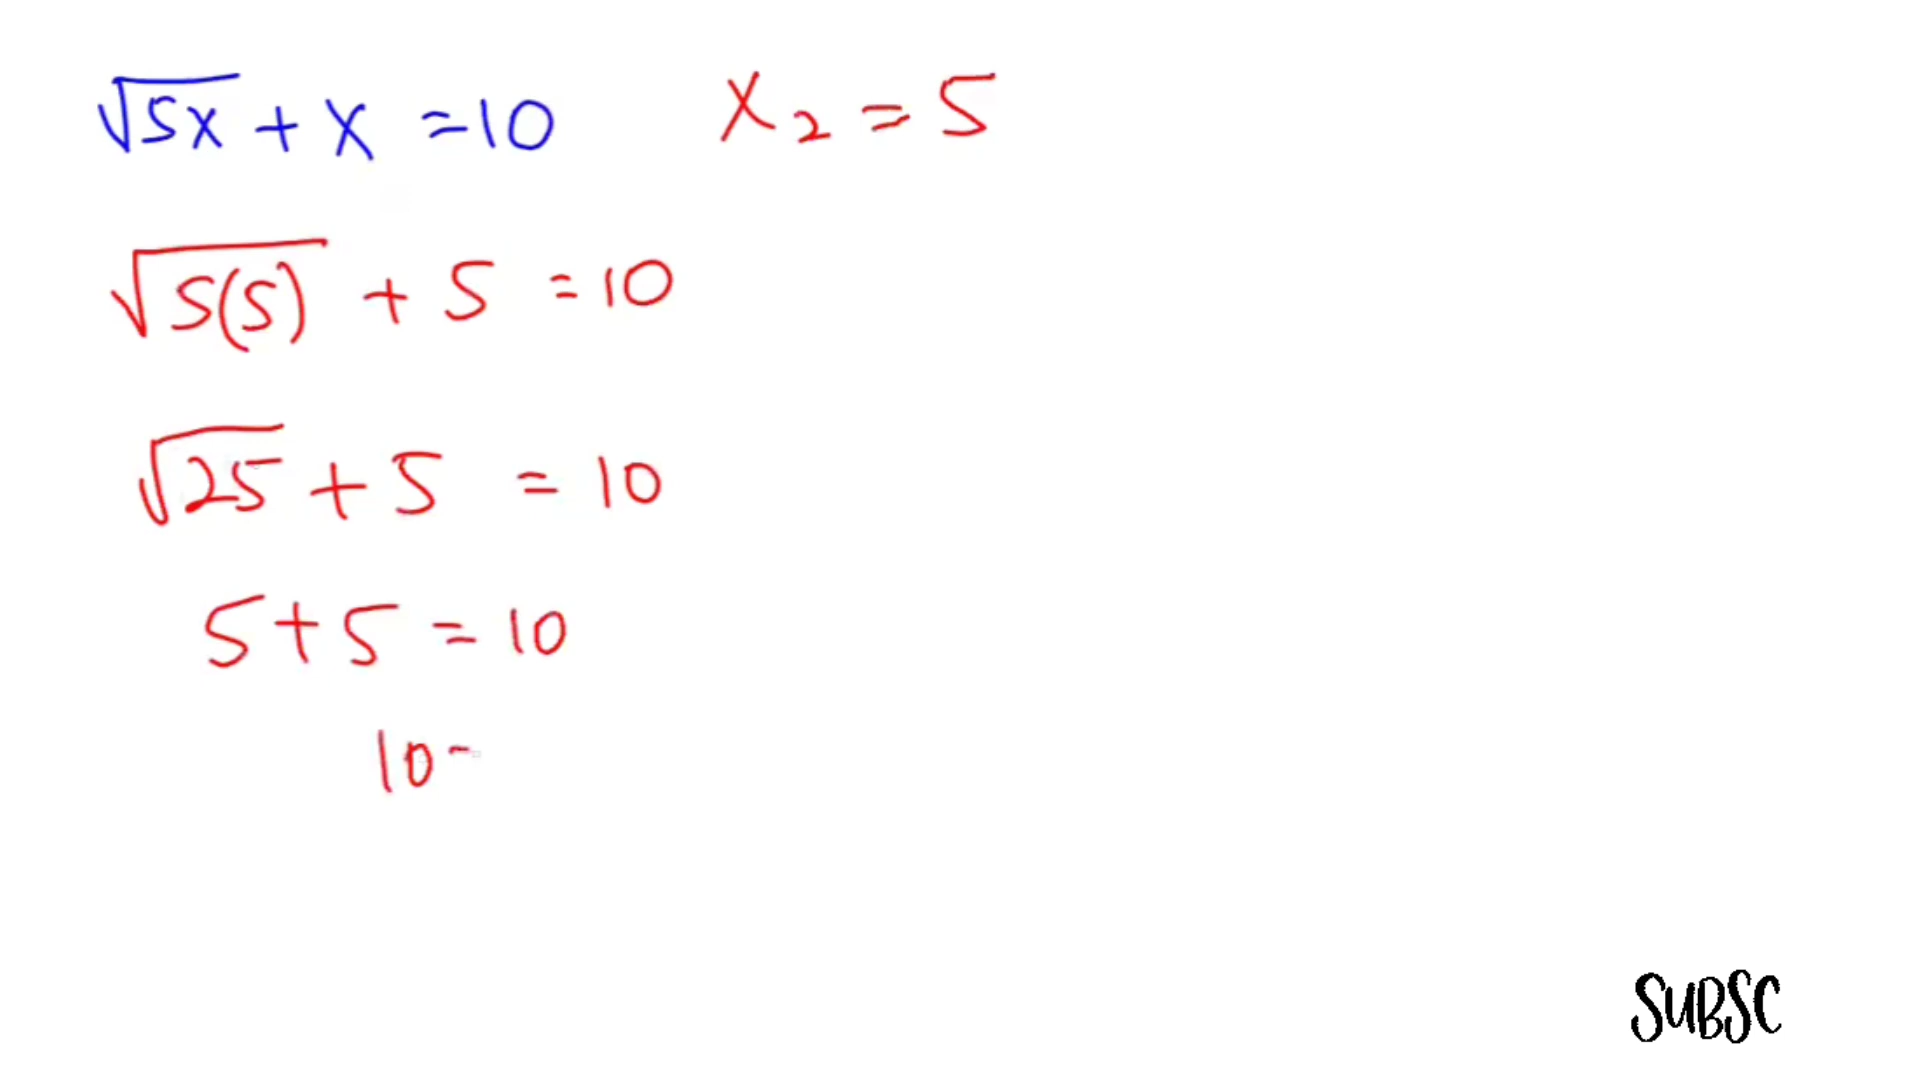 √5x + x = 10
x₂ = 5
√5(5) + 5 = 10
√25 + 5 = 10
5 + 5 = 10
10 -
SUBSC